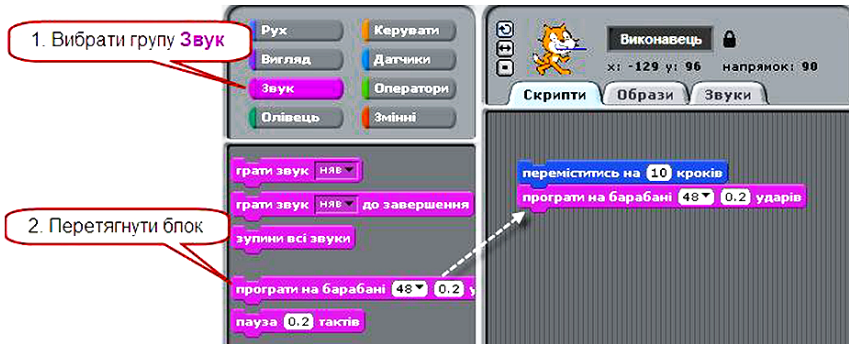 1. Вибрати групу Звук
2. Перетягнути блок
Рух
Керувати
Вигляд
Датчики
Звук
Оператори
Олівець
Змінні
грати звук няв
грати звук няв до завершення
зупини всі звуки
програти на барабані 48 0.2 у
пауза 0.2 тактів
Виконавець
x: -129 y: 96 напрямок: 90
Скрипти
Образи
Звуки
переміститись на 10 кроків
програти на барабані 48 0.2 ударів